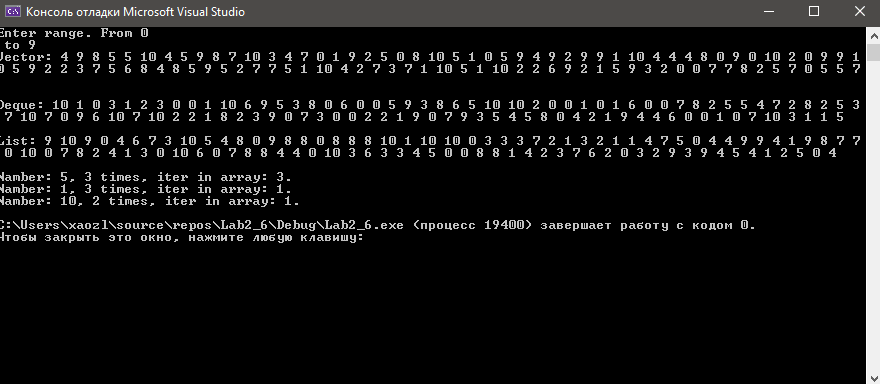 Консоль отладки Microsoft Visual Studio
Enter range. From 0
to 9
Vector: 4 9 8 5 5 10 4 5 9 8 7 10 3 4 7 0 1 9 2 5 0 8 10 5 1 0 5 9 4 9 2 9 9 1 10 4 4 4 8 0 9 0 10 2 0 9 9 1
0 5 9 2 2 3 7 5 6 8 4 8 5 9 5 2 7 7 5 1 10 4 2 7 3 7 1 10 5 1 10 2 2 6 9 2 1 5 9 3 2 0 0 7 7 8 2 5 7 0 5 5 7
Deque: 10 1 0 3 1 2 3 0 0 1 10 6 9 5 3 8 0 6 0 0 5 9 3 8 6 5 10 10 2 0 0 1 0 1 6 0 0 7 8 2 5 5 4 7 2 8 2 5 3
7 10 7 0 9 6 10 7 10 2 2 1 8 2 3 9 0 7 3 0 0 2 2 1 9 0 7 9 3 5 4 5 8 0 4 2 1 9 4 4 6 0 0 1 0 7 10 3 1 1 5
List: 9 10 9 0 4 6 7 3 10 5 4 8 0 9 8 8 0 8 8 8 10 1 10 10 0 3 3 3 7 2 1 3 2 1 1 4 7 5 0 4 4 9 9 4 1 9 8 7 7
0 10 0 7 8 2 4 1 3 0 10 6 0 7 8 8 4 4 0 10 3 6 3 3 4 5 0 0 8 8 1 4 2 3 7 6 2 0 3 2 9 3 9 4 5 4 1 2 5 0 4
Namber: 5, 3 times, iter in array: 3.
Namber: 1, 3 times, iter in array: 1.
Namber: 10, 2 times, iter in array: 1.
C:\Users\xaozl\source\repos\Lab2_6\Debug\Lab2_6.exe (процесс 19400) завершает работу с кодом 0.
Чтобы закрыть это окно, нажмите любую клавишу: